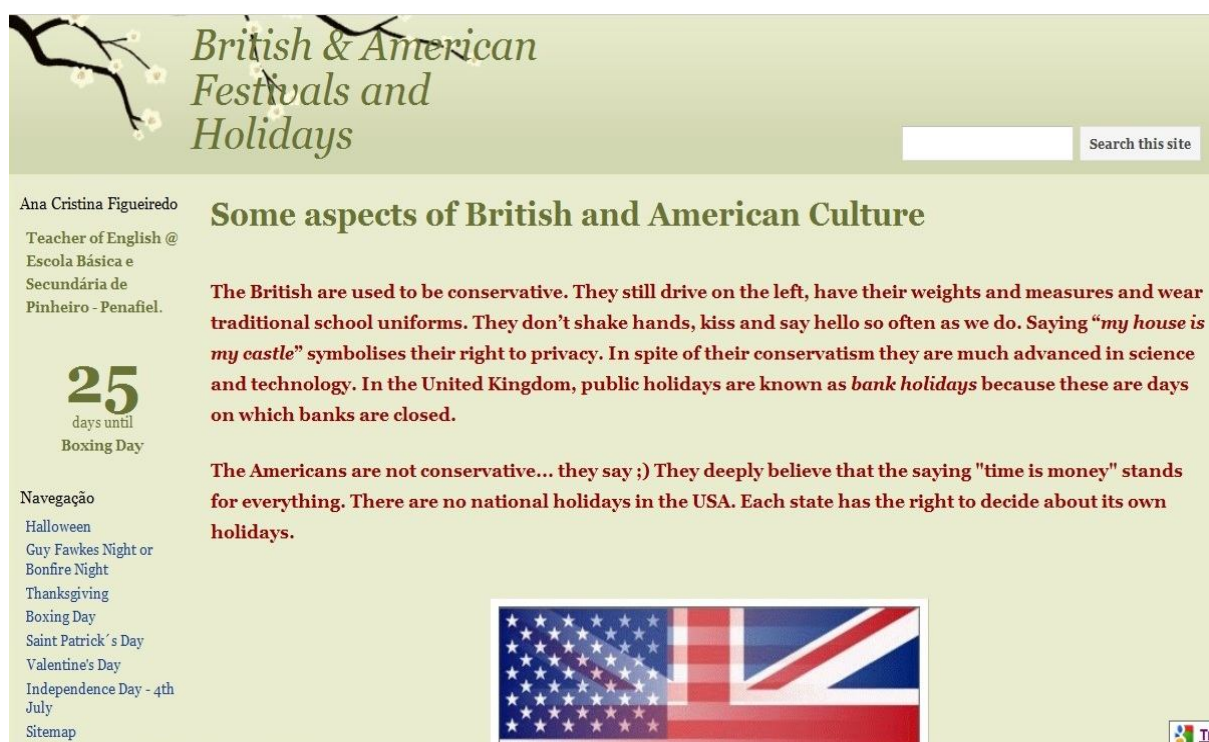 British & American
Festivals and
Holidays
Search this site
Ana Cristina Figueiredo
Teacher of English @
Escola Básica e
Secundária de
Pinheiro - Penafiel.
25
days until
Boxing Day
Navegação
Halloween
Guy Fawkes Night or
Bonfire Night
Thanksgiving
Boxing Day
Saint Patrick´s Day
Valentine's Day
Independence Day - 4th
July
Sitemap
Some aspects of British and American Culture
The British are used to be conservative. They still drive on the left, have their weights and measures and wear
traditional school uniforms. They don’t shake hands, kiss and say hello so often as we do. Saying “my house is
my castle” symbolises their right to privacy. In spite of their conservatism they are much advanced in science
and technology. In the United Kingdom, public holidays are known as bank holidays because these are days
on which banks are closed.
The Americans are not conservative... they say ;) They deeply believe that the saying "time is money" stands
for everything. There are no national holidays in the USA. Each state has the right to decide about its own
holidays.